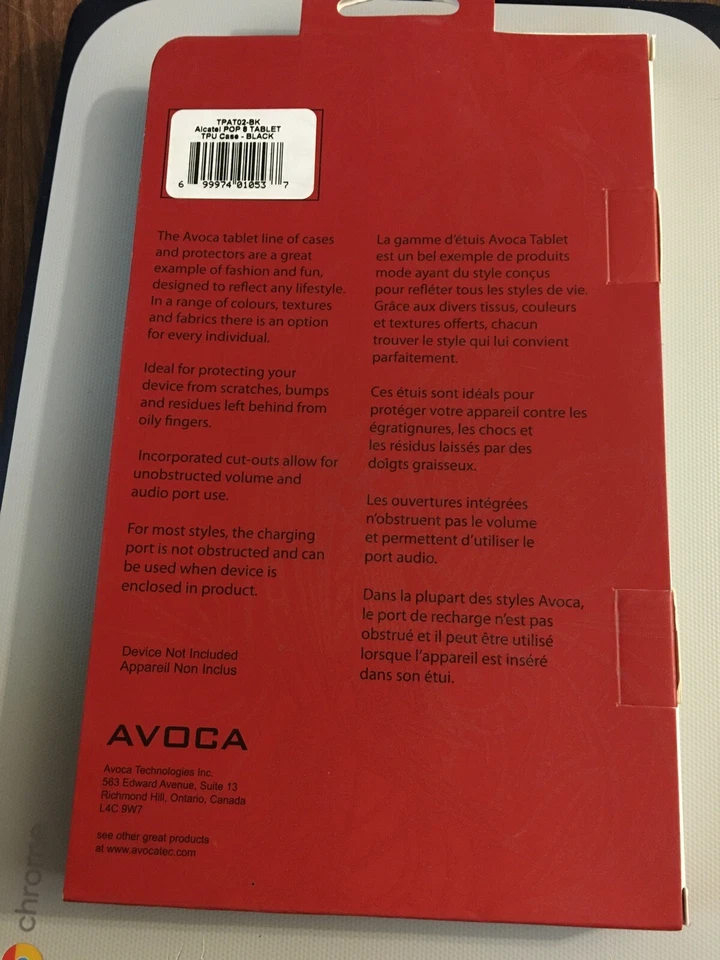 TPAT02-BK
Alcatel POP 8 TABLET
TPU Case - BLACK
6 99974 01053 7
The Avoca tablet line of cases
and protectors are a great
example of fashion and fun,
designed to reflect any lifestyle.
In a range of colours, textures
and fabrics there is an option
for every individual.
Ideal for protecting your
device from scratches, bumps
and residues left behind from
oily fingers.
Incorporated cut-outs allow for
unobstructed volume and
audio port use.
For most styles, the charging
port is not obstructed and can
be used when device is
enclosed in product.
La gamme d'étuis Avoca Tablet
est un bel exemple de produits
mode ayant du style conçus
pour refléter tous les styles de vie.
Grâce aux divers tissus, couleurs
et textures offerts, chacun
trouver le style qui lui convient
parfaitement.
Ces étuis sont idéals pour
protéger votre appareil contre les
égratignures, les chocs et
les résidus laissés par des
doigts graisseux.
Les ouvertures intégrées
n'obstruent pas le volume
et permettent d'utiliser le
port audio.
Dans la plupart des styles Avoca,
le port de recharge n'est pas
obstrué et il peut être utilisé
lorsque l'appareil est inséré
dans son étui.
Device Not Included
Appareil Non Inclus
AVOCA
Avoca Technologies Inc.
583 Edward Avenue, Suite 13
Richmond Hill, Ontario, Canada
L4C 9W7
see other great products
at www.avocatec.com
chrome